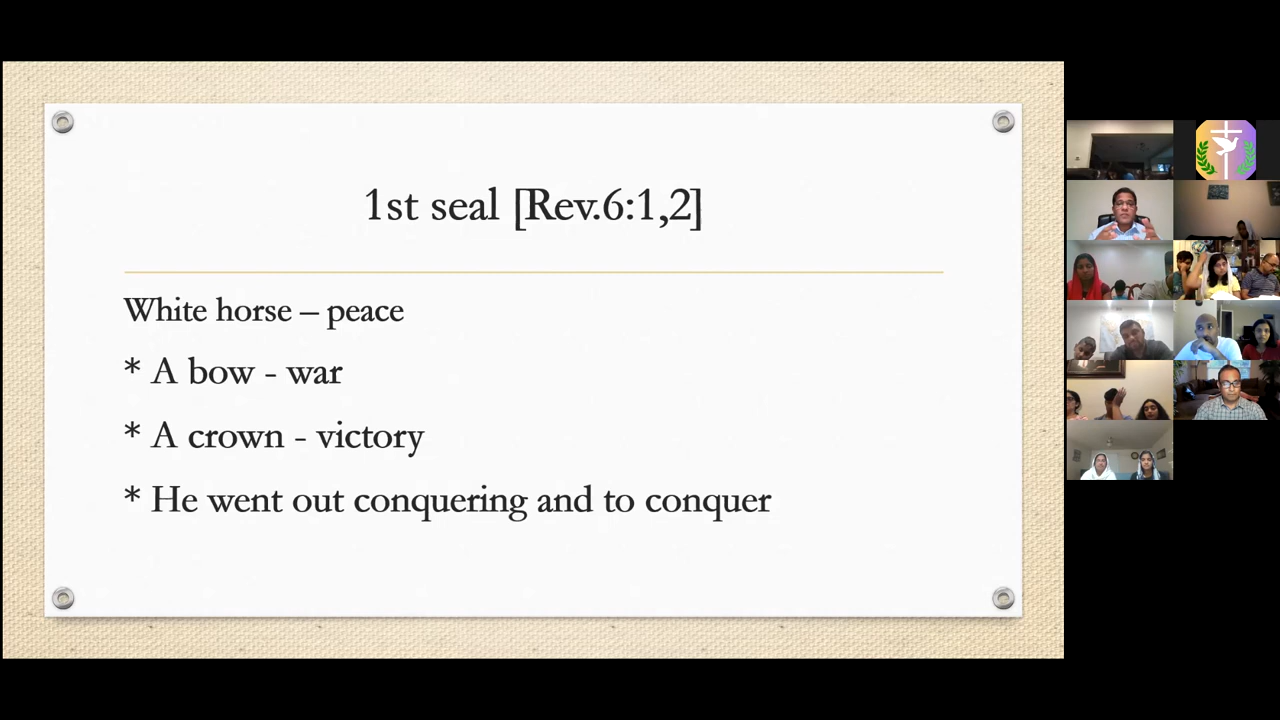 1st seal [Rev.6:1,2]
White horse – peace
* A bow - war
* A crown - victory
* He went out conquering and to conquer